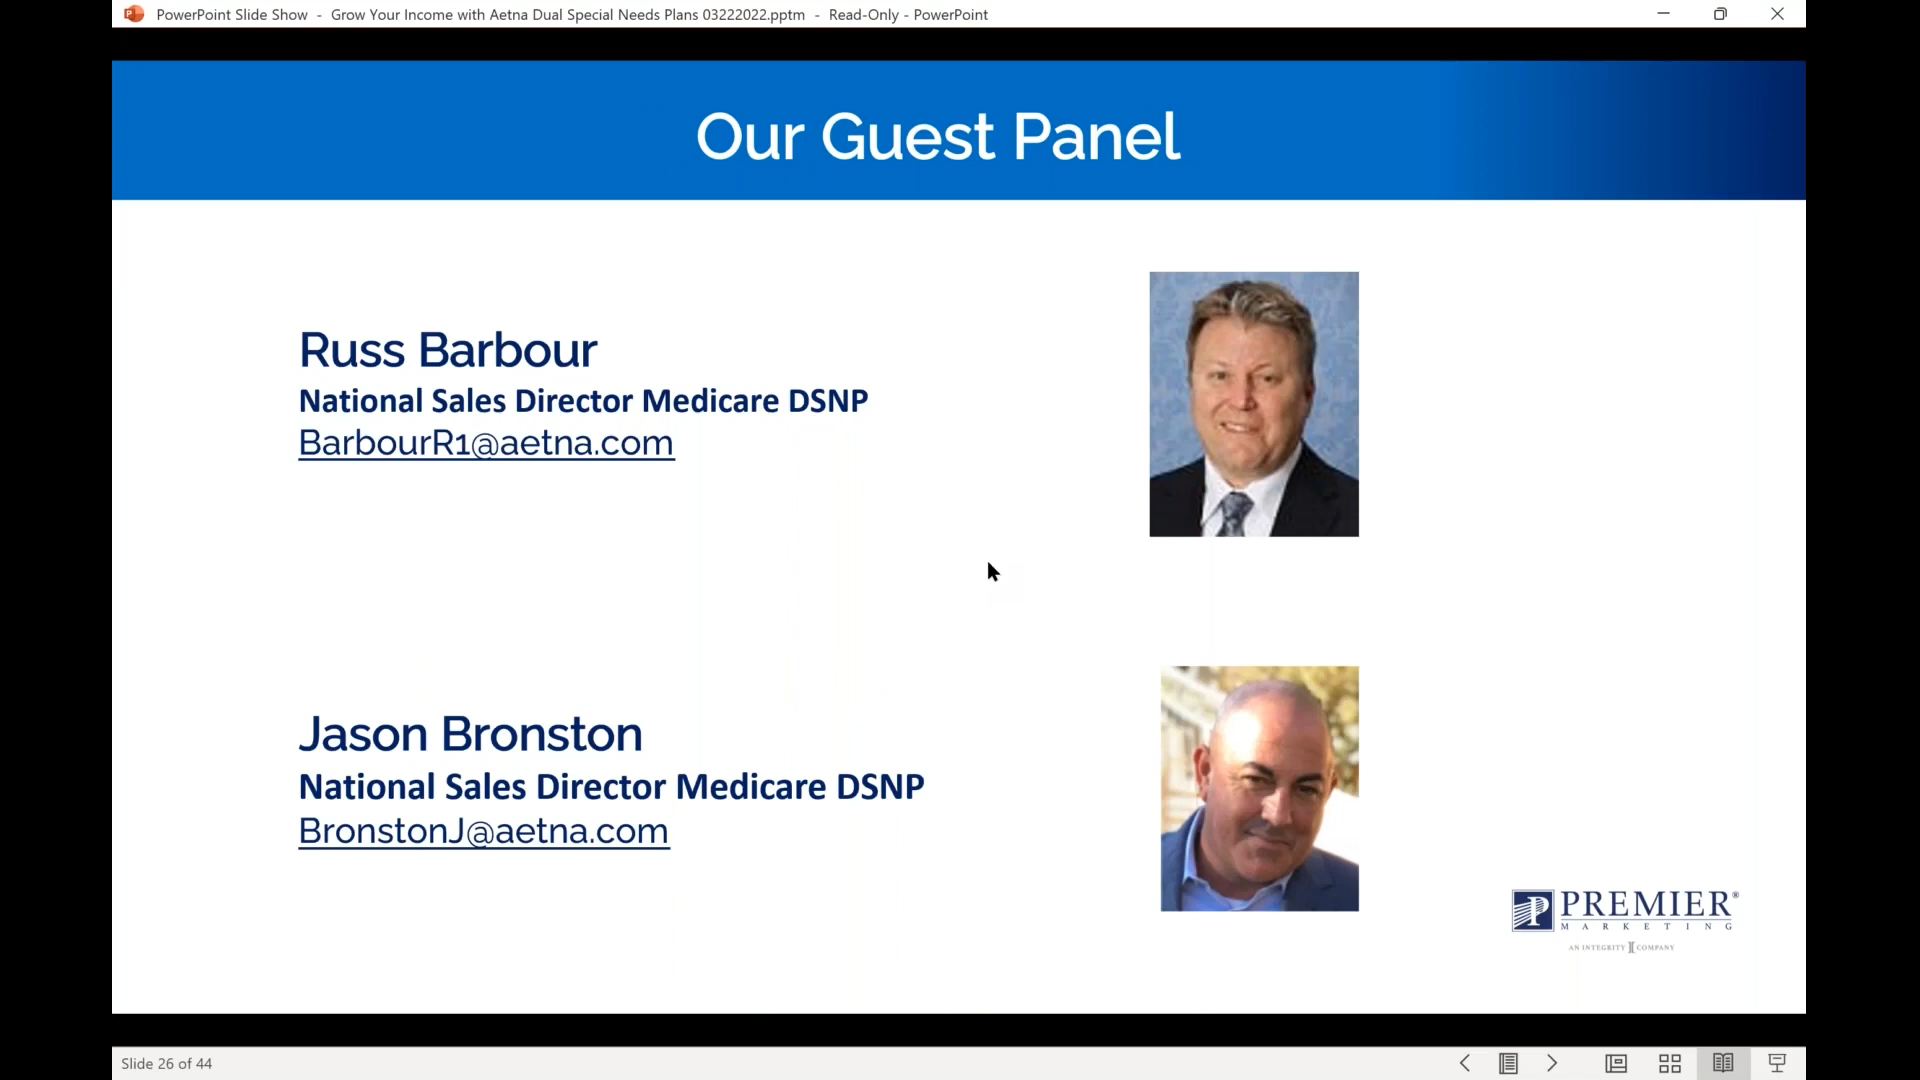 PowerPoint Slide Show - Grow Your Income with Aetna Dual Special Needs Plans 03222022.pptm - Read-Only - PowerPoint
Our Guest Panel
Russ Barbour
National Sales Director Medicare DSNP
BarbourR1@aetna.com
Jason Bronston
National Sales Director Medicare DSNP
BronstonJ@aetna.com
PREMIER®
MARKETING
AN INTEGRITY COMPANY
Slide 26 of 44